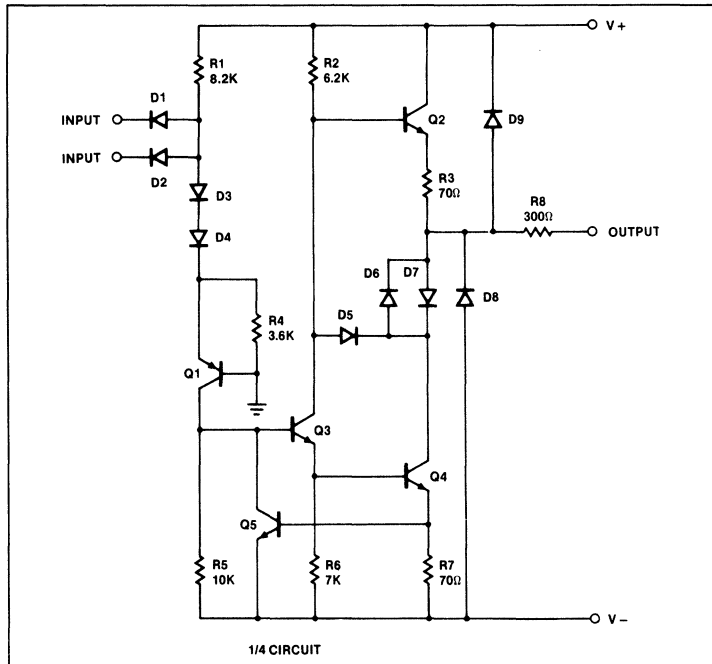 V+
R1
8.2K
R2
6.2K
D1
INPUT
Q2
D9
INPUT
D2
R3
70Ω
D3
R8
300Ω
OUTPUT
D4
D6
D7
D8
D5
R4
3.6K
Q1
Q3
Q4
Q5
R5
10K
R6
7K
R7
70Ω
V−
1/4 CIRCUIT